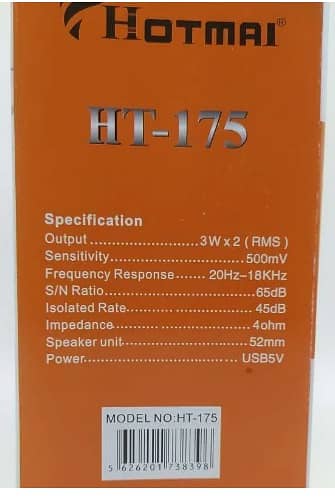 HOTMAI®
HT-175
Specification
Output........................3W x 2 ( RMS )
Sensitivity..............................500mV
Frequency Response....... 20Hz–18KHz
S/N Ratio.................................65dB
Isolated Rate............................45dB
Impedance...............................4ohm
Speaker unit............................52mm
Power...................................USB5V
MODEL NO:HT-175
5 626201 738398